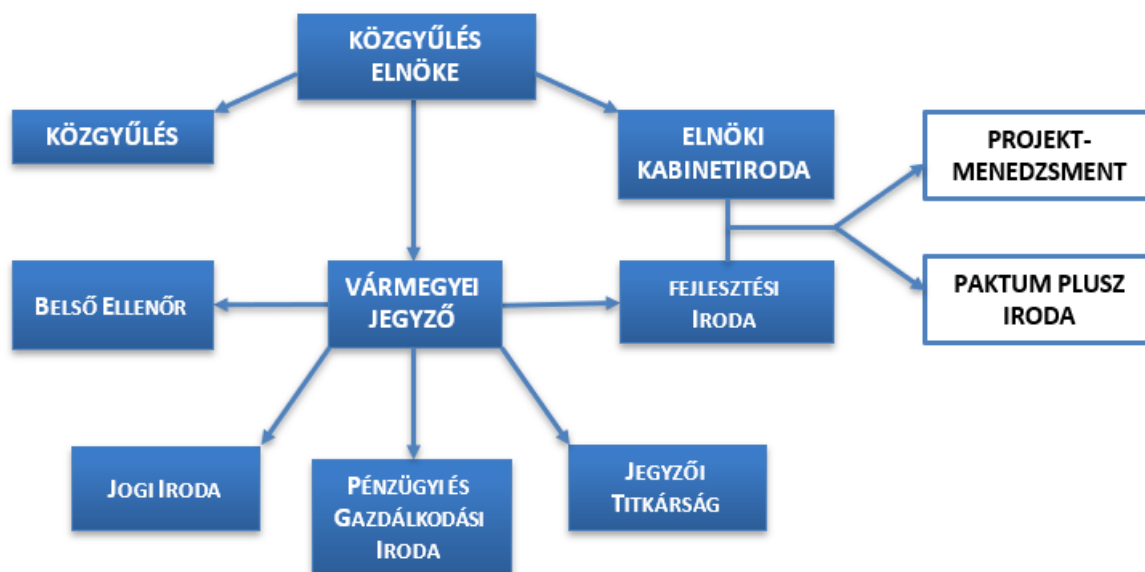 KÖZGYŰLÉS
ELNÖKE
KÖZGYŰLÉS
ELNÖKI
KABINETIRODA
PROJEKT-
MENEDZSMENT
BELSŐ ELLENŐR
VÁRMEGYEI
JEGYZŐ
FEJLESZTÉSI
IRODA
PAKTUM PLUSZ
IRODA
JOGI IRODA
PÉNZÜGYI ÉS
GAZDÁLKODÁSI
IRODA
JEGYZŐI
TITKÁRSÁG